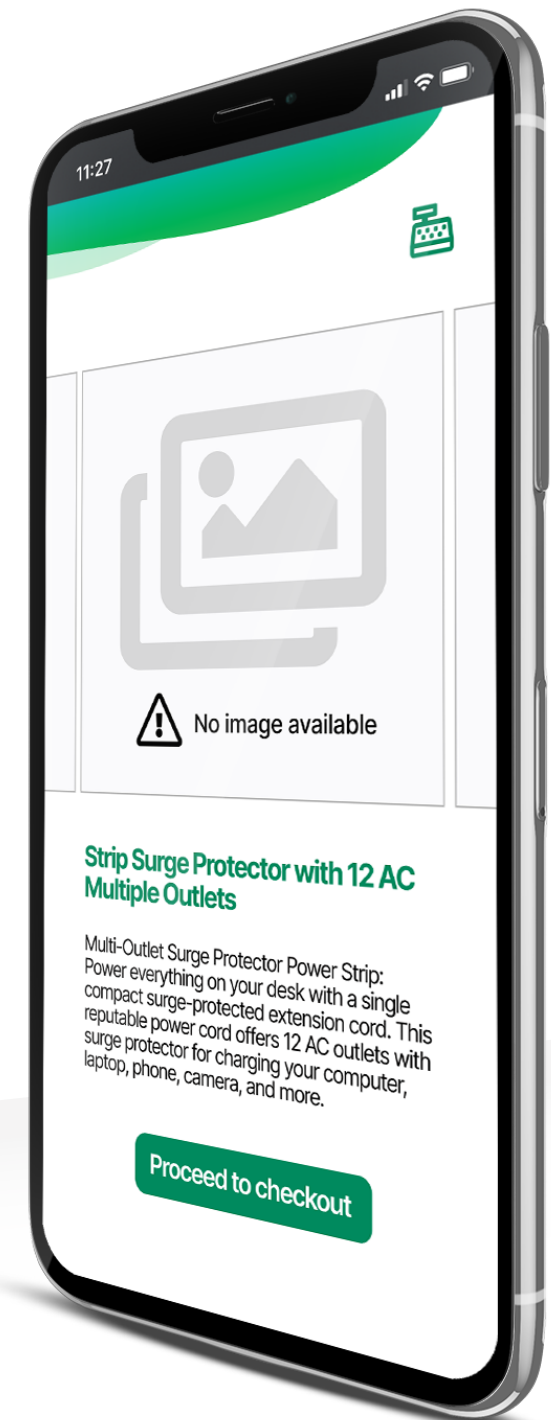 11:27
No image available
Strip Surge Protector with 12 AC
Multiple Outlets
Multi-Outlet Surge Protector Power Strip:
Power everything on your desk with a single
compact surge-protected extension cord. This
reputable power cord offers 12 AC outlets with
surge protector for charging your computer,
laptop, phone, camera, and more.
Proceed to checkout